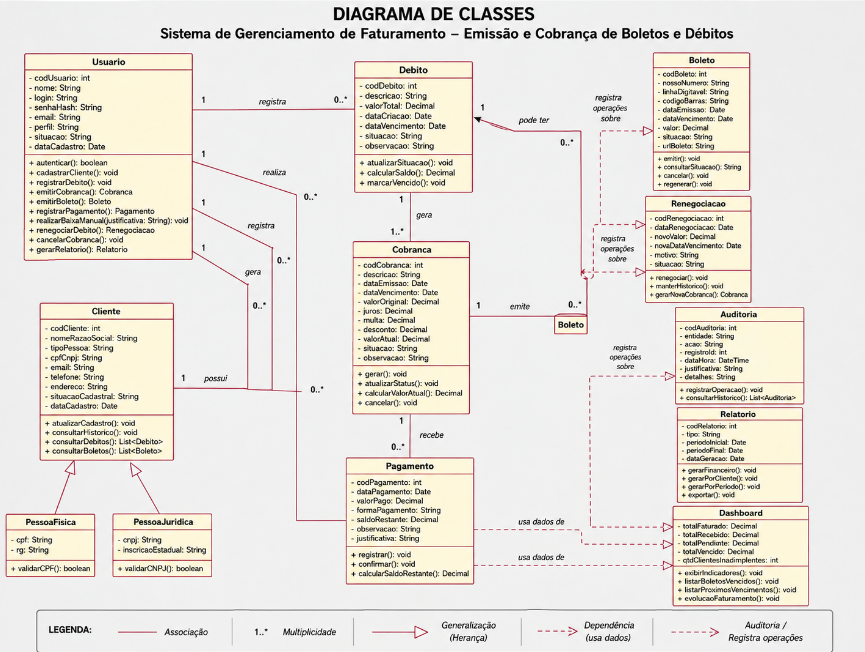 DIAGRAMA DE CLASSES
Sistema de Gerenciamento de Faturamento – Emissão e Cobrança de Boletos e Débitos
Usuario
- codUsuario: int
- nome: String
- login: String
- senhaHash: String
- email: String
- perfil: String
- situacao: String
- dataCadastro: Date
+ autenticar(): boolean
+ cadastrarCliente(): void
+ registrarDebito(): void
+ emitirCobranca(): Cobranca
+ emitirBoleto(): Boleto
+ registrarPagamento(): Pagamento
+ realizarBaixaManual(justificativa: String): void
+ renegociarDebito(): Renegociacao
+ cancelarCobranca(): void
+ gerarRelatorio(): Relatorio
1
registra
0..*
1
realiza
0..*
1
registra
0..*
1
gera
0..*
Debito
- codDebito: int
- descricao: String
- valorTotal: Decimal
- dataCriacao: Date
- dataVencimento: Date
- situacao: String
- observacao: String
+ atualizarSituacao(): void
+ calcularSaldo(): Decimal
+ marcarVencido(): void
1
pode ter
0..*
1
gera
1..*
Boleto
- codBoleto: int
- nossoNumero: String
- linhaDigitavel: String
- codigoBarras: String
- dataEmissao: Date
- dataVencimento: Date
- valor: Decimal
- situacao: String
- urlBoleto: String
+ emitir(): void
+ consultarSituacao(): String
+ cancelar(): void
+ regenerar(): void
registra
operações
sobre
Renegociacao
- codRenegociacao: int
- dataRenegociacao: Date
- novoValor: Decimal
- novaDataVencimento: Date
- motivo: String
- situacao: String
+ renegociar(): void
+ manterHistorico(): void
+ gerarNovaCobranca(): Cobranca
registra
operações
sobre
Cobranca
- codCobranca: int
- descricao: String
- dataEmissao: Date
- dataVencimento: Date
- valorOriginal: Decimal
- juros: Decimal
- multa: Decimal
- desconto: Decimal
- valorAtual: Decimal
- situacao: String
- observacao: String
+ gerar(): void
+ atualizarStatus(): void
+ calcularValorAtual(): Decimal
+ cancelar(): void
1
emite
0..*
Boleto
1
recebe
0..*
Cliente
- codCliente: int
- nomeRazaoSocial: String
- tipoPessoa: String
- cpfCnpj: String
- email: String
- telefone: String
- endereco: String
- situacaoCadastral: String
- dataCadastro: Date
+ atualizarCadastro(): void
+ consultarHistorico(): void
+ consultarDebitos(): List<Debito>
+ consultarBoletos(): List<Boleto>
1
possui
0..*
PessoaFisica
- cpf: String
- rg: String
+ validarCPF(): boolean
PessoaJuridica
- cnpj: String
- inscricaoEstadual: String
+ validarCNPJ(): boolean
Pagamento
- codPagamento: int
- dataPagamento: Date
- valorPago: Decimal
- formaPagamento: String
- saldoRestante: Decimal
- observacao: String
- justificativa: String
+ registrar(): void
+ confirmar(): void
+ calcularSaldoRestante(): Decimal
usa dados de
usa dados de
Auditoria
- codAuditoria: int
- entidade: String
- acao: String
- registroId: int
- dataHora: DateTime
- justificativa: String
- detalhes: String
+ registrarOperacao(): void
+ consultarHistorico(): List<Auditoria>
registra
operações
sobre
Relatorio
- codRelatorio: int
- tipo: String
- periodoInicial: Date
- periodoFinal: Date
- dataGeracao: Date
+ gerarFinanceiro(): void
+ gerarPorCliente(): void
+ gerarPorPeriodo(): void
+ exportar(): void
Dashboard
- totalFaturado: Decimal
- totalRecebido: Decimal
- totalPendiente: Decimal
- totalVencido: Decimal
- qtdClientesInadimplentes: int
+ exibirIndicadores(): void
+ listarBoletosVencidos(): void
+ listarProximosVencimentos(): void
+ evolucaoFaturamento(): void
LEGENDA:
Associação
1..*
Multiplicidade
Generalização
(Herança)
Dependência
(usa dados)
Auditoria /
Registra operações